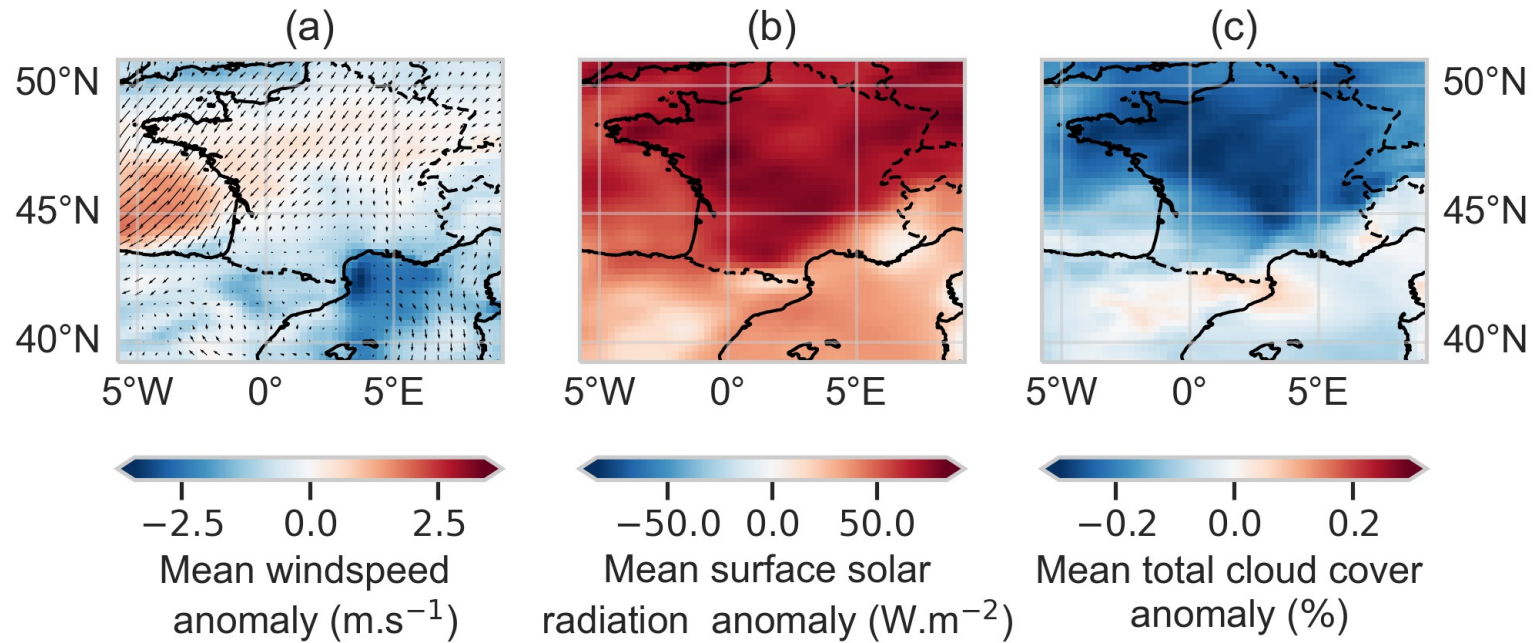 (a) (b) (c)
50°N 50°N
45°N 45°N
40°N 40°N
5°W 0° 5°E 5°W 0° 5°E 5°W 0° 5°E
−2.5 0.0 2.5 −50.0 0.0 50.0 −0.2 0.0 0.2
Mean windspeed Mean surface solar Mean total cloud cover
anomaly (m.s⁻¹) radiation anomaly (W.m⁻²) anomaly (%)